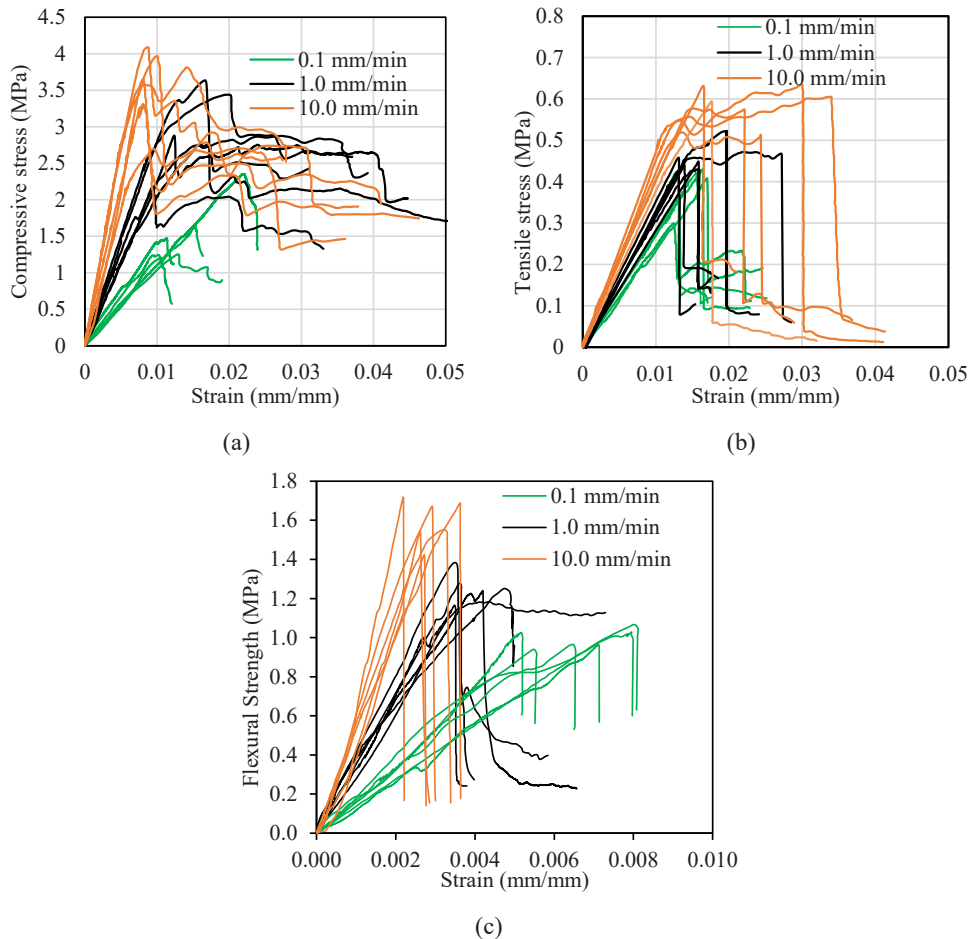 4.5
4
3.5
3
2.5
2
1.5
1
0.5
0
Compressive stress (MPa)
0.1 mm/min
1.0 mm/min
10.0 mm/min
0 0.01 0.02 0.03 0.04 0.05
Strain (mm/mm)
(a)
0.8
0.7
0.6
0.5
0.4
0.3
0.2
0.1
0
Tensile stress (MPa)
0.1 mm/min
1.0 mm/min
10.0 mm/min
0 0.01 0.02 0.03 0.04 0.05
Strain (mm/mm)
(b)
1.8
1.6
1.4
1.2
1.0
0.8
0.6
0.4
0.2
0.0
Flexural Strength (MPa)
0.1 mm/min
1.0 mm/min
10.0 mm/min
0.000 0.002 0.004 0.006 0.008 0.010
Strain (mm/mm)
(c)